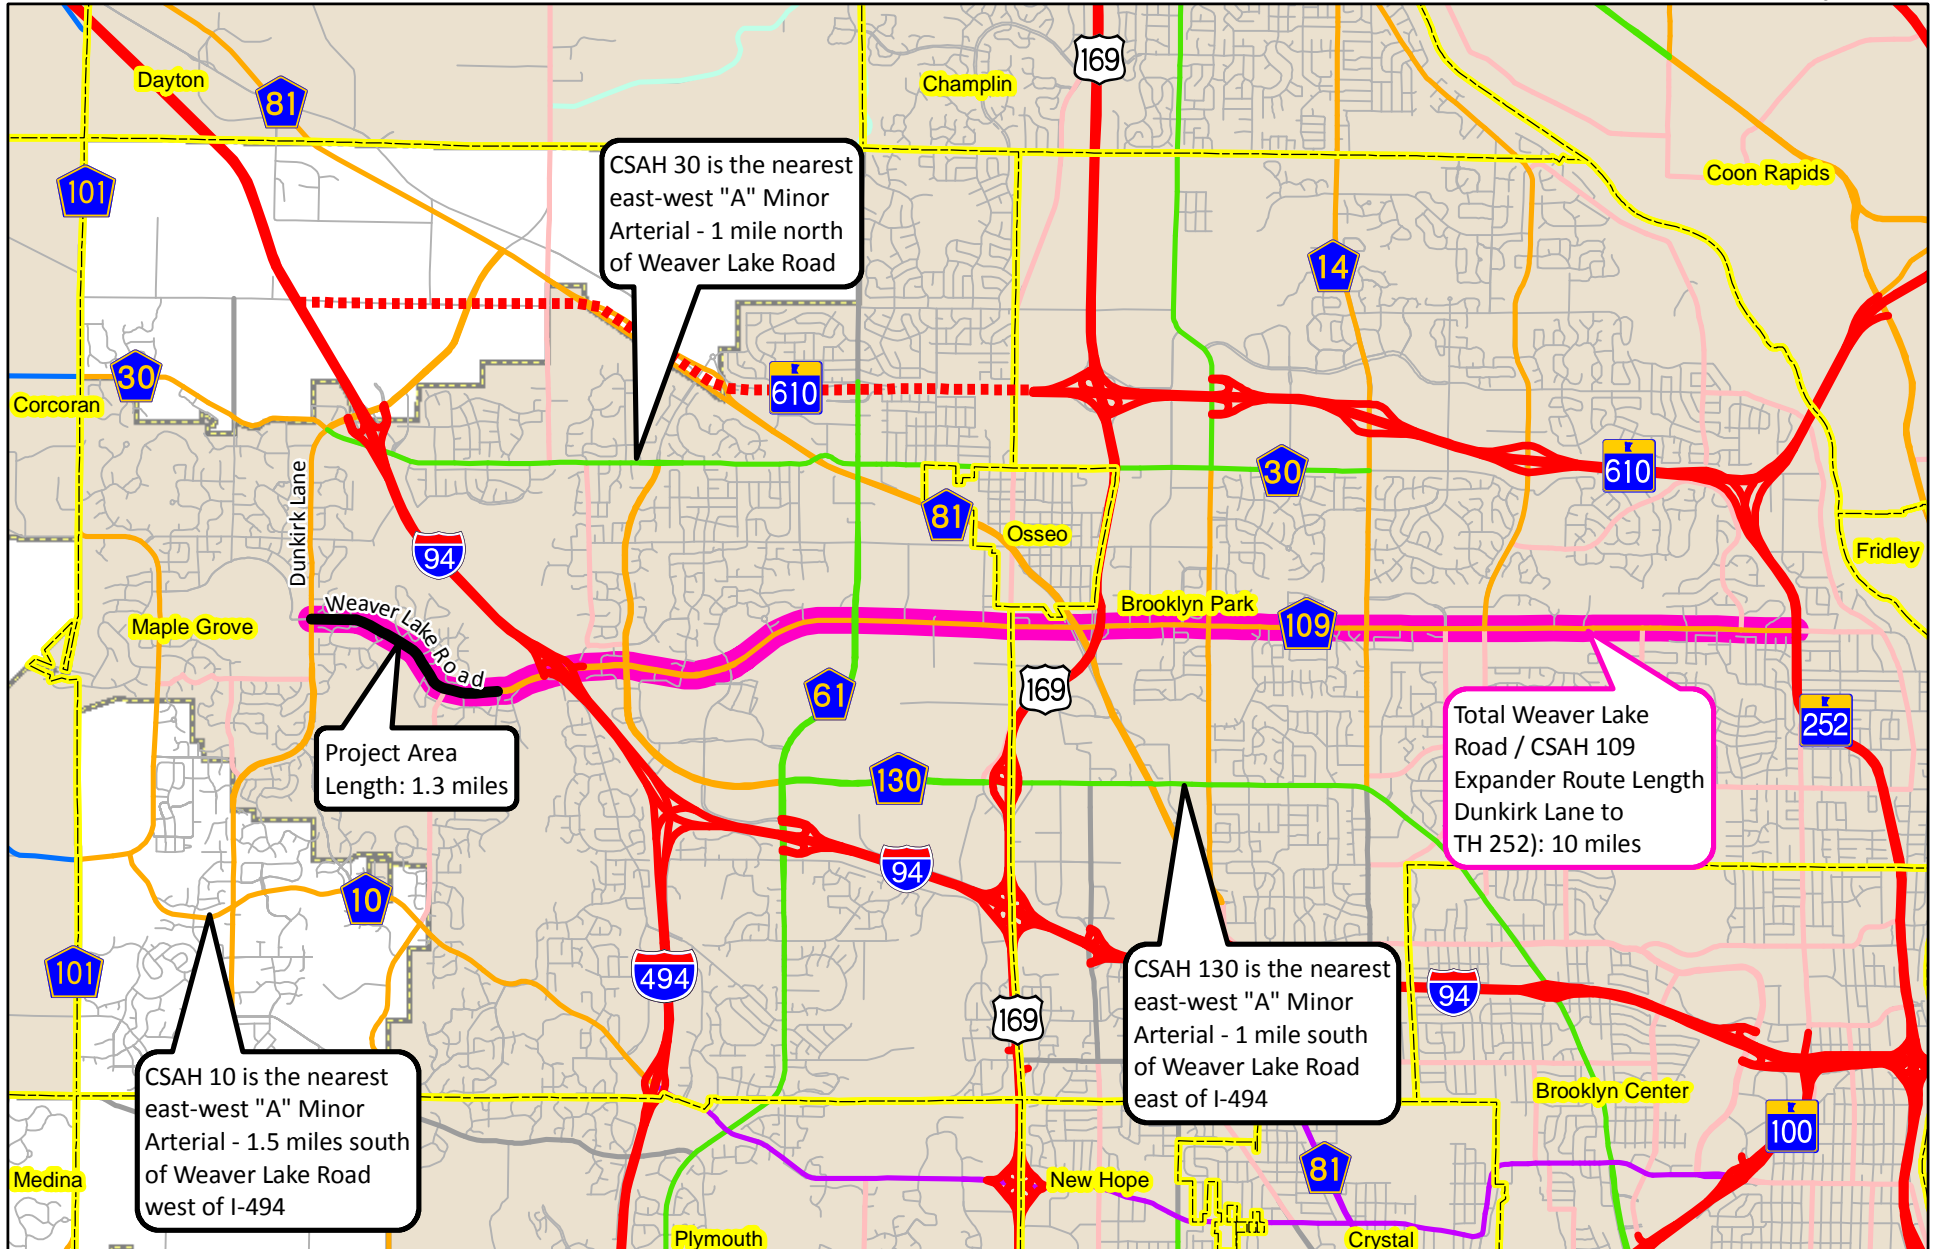 Dayton
81
Champlin
169
CSAH 30 is the nearest
east-west "A" Minor
Arterial - 1 mile north
of Weaver Lake Road
101
Coon Rapids
14
30
610
Corcoran
610
30
Dunkirk Lane
81
Osseo
94
Fridley
Weaver Lake Road
Maple Grove
Brooklyn Park
109
61
169
Total Weaver Lake
Road / CSAH 109
Expander Route Length
Dunkirk Lane to
TH 252): 10 miles
252
Project Area
Length: 1.3 miles
130
94
10
101
494
CSAH 130 is the nearest
east-west "A" Minor
Arterial - 1 mile south
of Weaver Lake Road
east of I-494
94
169
CSAH 10 is the nearest
east-west "A" Minor
Arterial - 1.5 miles south
of Weaver Lake Road
west of I-494
Brooklyn Center
100
Medina
New Hope
81
Plymouth
Crystal